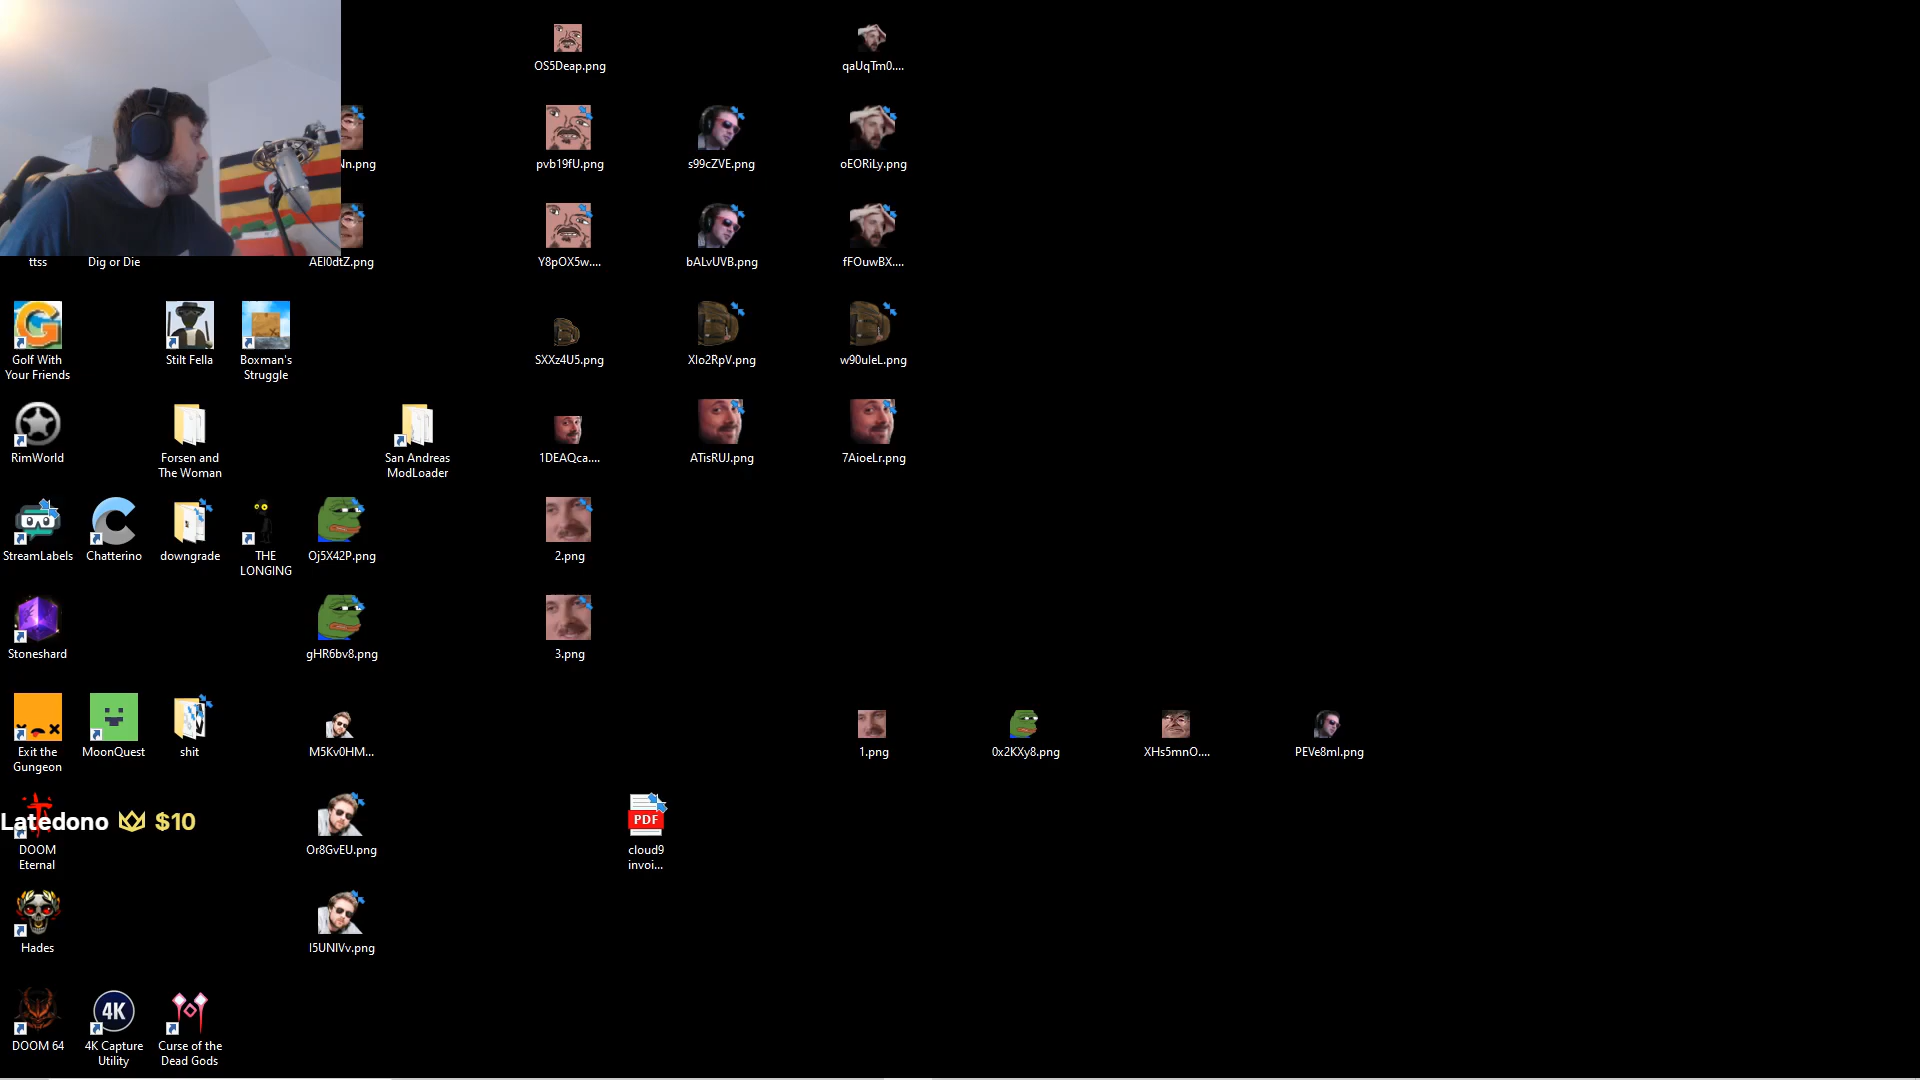 OS5Deap.png
qaUqTm0....
Nn.png
pvb19fU.png
s99cZVE.png
oEORiLy.png
ttss
Dig or Die
AEl0dtZ.png
Y8pOX5w....
bALvUVB.png
fFOuwBX....
Golf With
Your Friends
Stilt Fella
Boxman's
Struggle
SXXz4U5.png
Xlo2RpV.png
w90uleL.png
RimWorld
Forsen and
The Woman
San Andreas
ModLoader
1DEAQca....
ATisRUJ.png
7AioeLr.png
StreamLabels
Chatterino
downgrade
THE
LONGING
Oj5X42P.png
2.png
Stoneshard
gHR6bv8.png
3.png
Exit the
Gungeon
MoonQuest
shit
M5Kv0HM...
1.png
0x2KXy8.png
XHs5mnO....
PEVe8ml.png
Latedono $10
DOOM
Eternal
Or8GvEU.png
PDF
cloud9
invoi...
Hades
I5UNIVv.png
DOOM 64
4K
4K Capture
Utility
Curse of the
Dead Gods